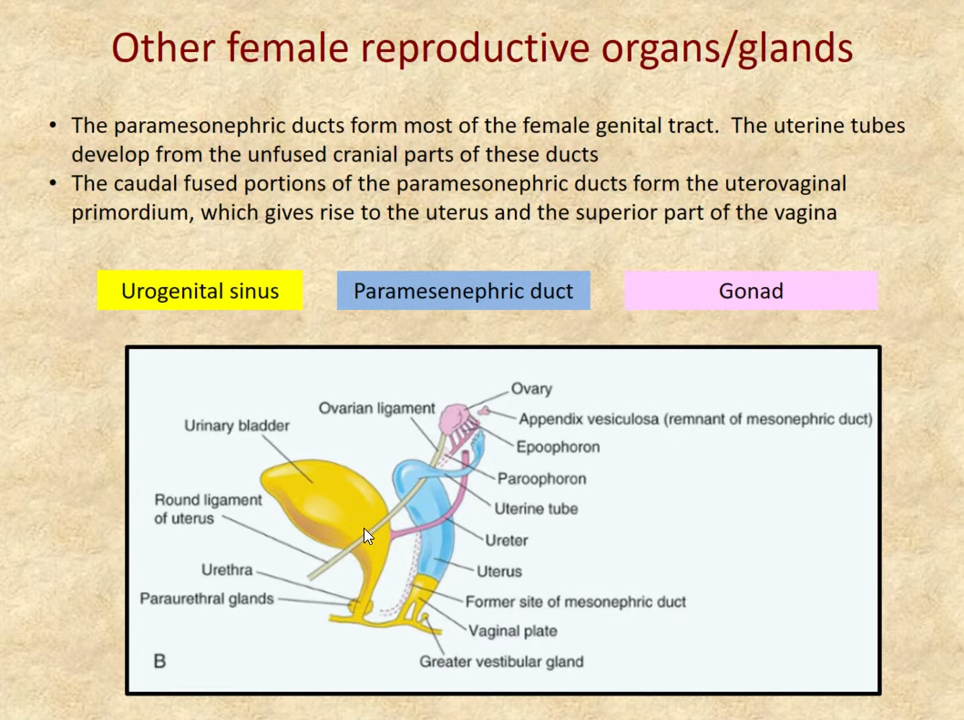 Other female reproductive organs/glands
• The paramesonephric ducts form most of the female genital tract. The uterine tubes
develop from the unfused cranial parts of these ducts
• The caudal fused portions of the paramesonephric ducts form the uterovaginal
primordium, which gives rise to the uterus and the superior part of the vagina
Urogenital sinus
Paramesenephric duct
Gonad
Ovary
Ovarian ligament
Appendix vesiculosa (remnant of mesonephric duct)
Urinary bladder
Epoophoron
Paroophoron
Round ligament
of uterus
Uterine tube
Ureter
Urethra
Uterus
Paraurethral glands
Former site of mesonephric duct
Vaginal plate
B
Greater vestibular gland